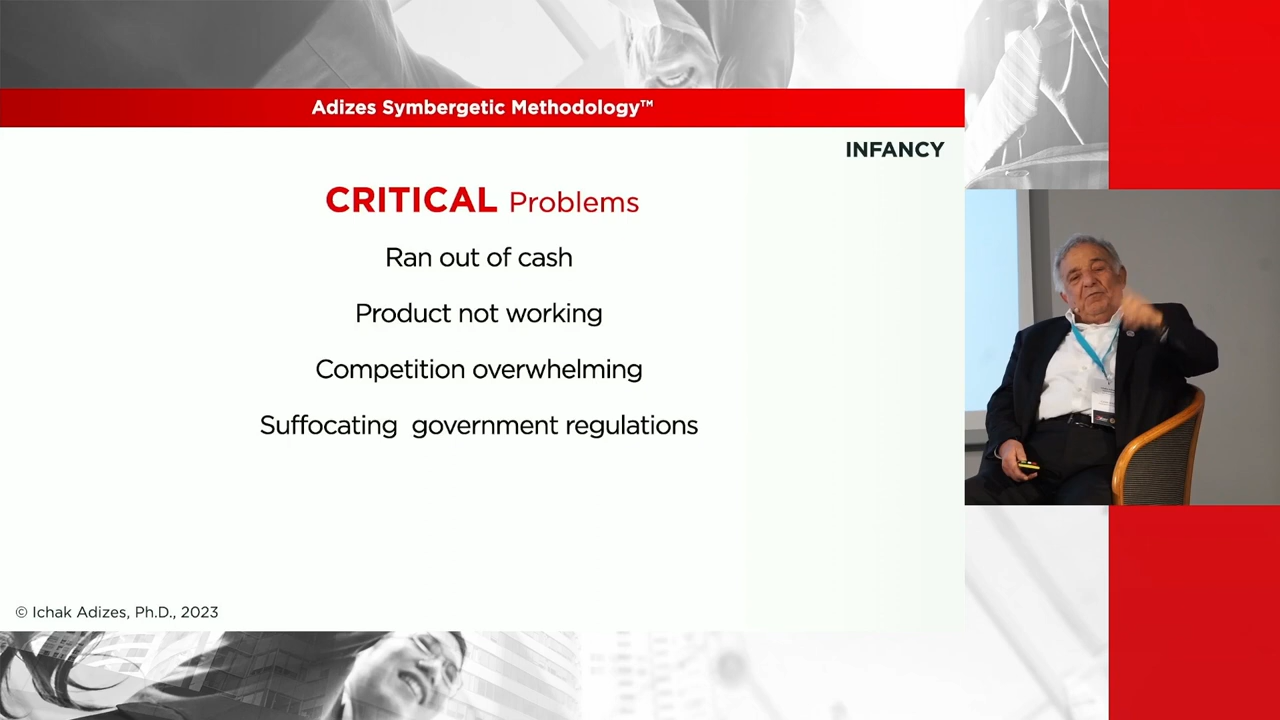 Adizes Symbergetic Methodology™
INFANCY
CRITICAL Problems
Ran out of cash
Product not working
Competition overwhelming
Suffocating government regulations
© Ichak Adizes, Ph.D., 2023